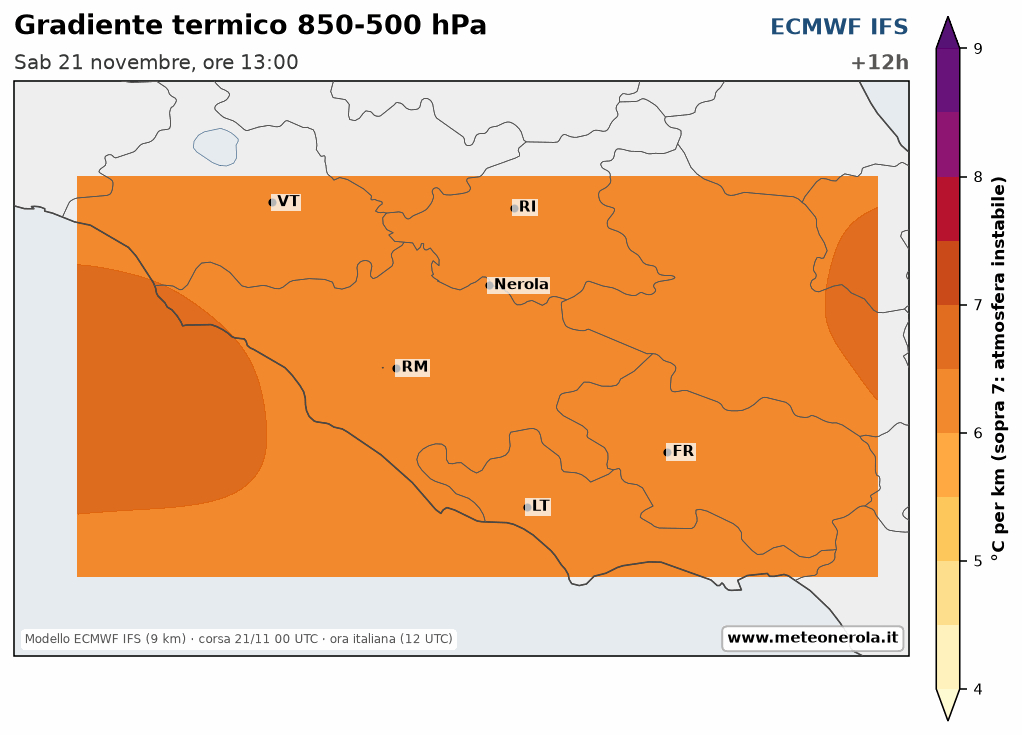 Gradiente termico 850-500 hPa
ECMWF IFS
Sab 21 novembre, ore 13:00
+12h
VT
RI
Nerola
RM
FR
LT
Modello ECMWF IFS (9 km) · corsa 21/11 00 UTC · ora italiana (12 UTC)
www.meteonerola.it
9
8
7
6
5
4
°C per km (sopra 7: atmosfera instabile)